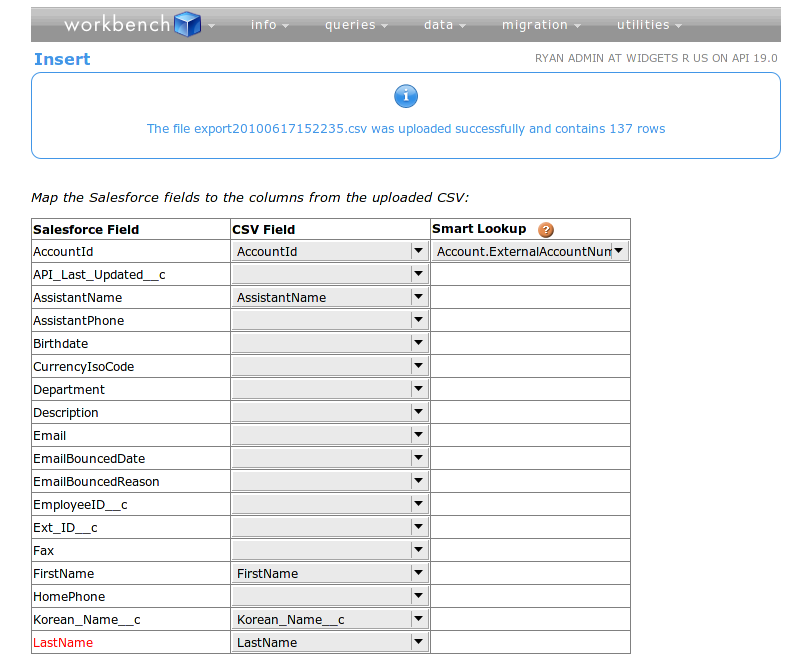 workbench info queries data migration utilities
Insert RYAN ADMIN AT WIDGETS R US ON API 19.0
The file export20100617152235.csv was uploaded successfully and contains 137 rows
Map the Salesforce fields to the columns from the uploaded CSV:
Salesforce Field CSV Field Smart Lookup ?
AccountId AccountId Account.ExternalAccountNum
API_Last_Updated__c
AssistantName AssistantName
AssistantPhone
Birthdate
CurrencyIsoCode
Department
Description
Email
EmailBouncedDate
EmailBouncedReason
EmployeeID__c
Ext_ID__c
Fax
FirstName FirstName
HomePhone
Korean_Name__c Korean_Name__c
LastName LastName